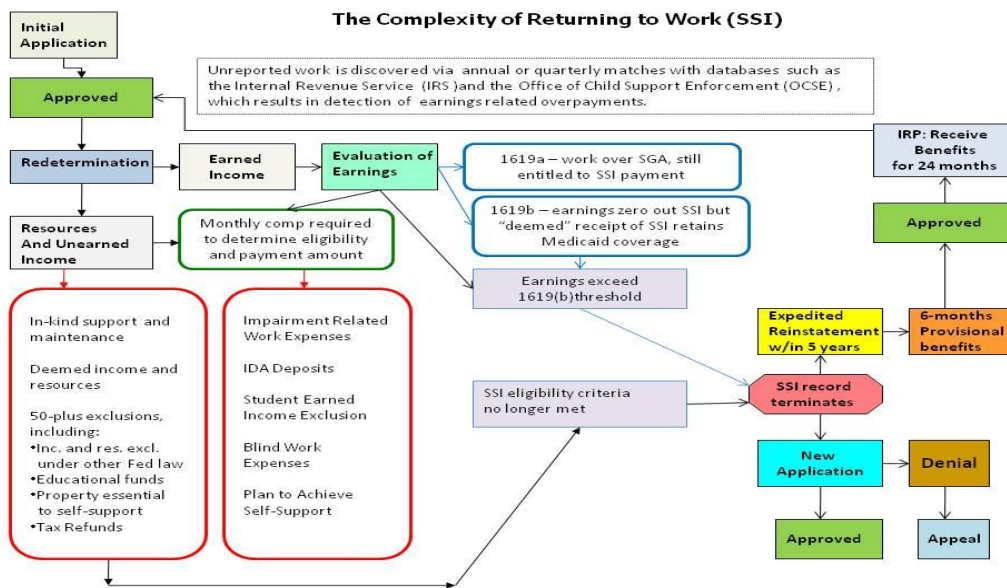 The Complexity of Returning to Work (SSI)
Initial
Application
Unreported work is discovered via annual or quarterly matches with databases such as
the Internal Revenue Service (IRS )and the Office of Child Support Enforcement (OCSE) ,
which results in detection of earnings related overpayments.
Approved
IRP: Receive
Benefits
for 24 months
Redetermination
Earned
Income
Evaluation of
Earnings
1619a – work over SGA, still
entitled to SSI payment
1619b – earnings zero out SSI but
“deemed” receipt of SSI retains
Medicaid coverage
Approved
Resources
And Unearned
Income
Monthly comp required
to determine eligibility
and payment amount
Earnings exceed
1619(b)threshold
In-kind support and
maintenance
Deemed income and
resources
50-plus exclusions,
including:
•Inc. and res. excl.
under other Fed law
•Educational funds
•Property essential
to self-support
•Tax Refunds
Impairment Related
Work Expenses
IDA Deposits
Student Earned
Income Exclusion
Blind Work
Expenses
Plan to Achieve
Self-Support
Expedited
Reinstatement
w/in 5 years
6-months
Provisional
benefits
SSI eligibility criteria
no longer met
SSI record
terminates
New
Application
Denial
Approved
Appeal